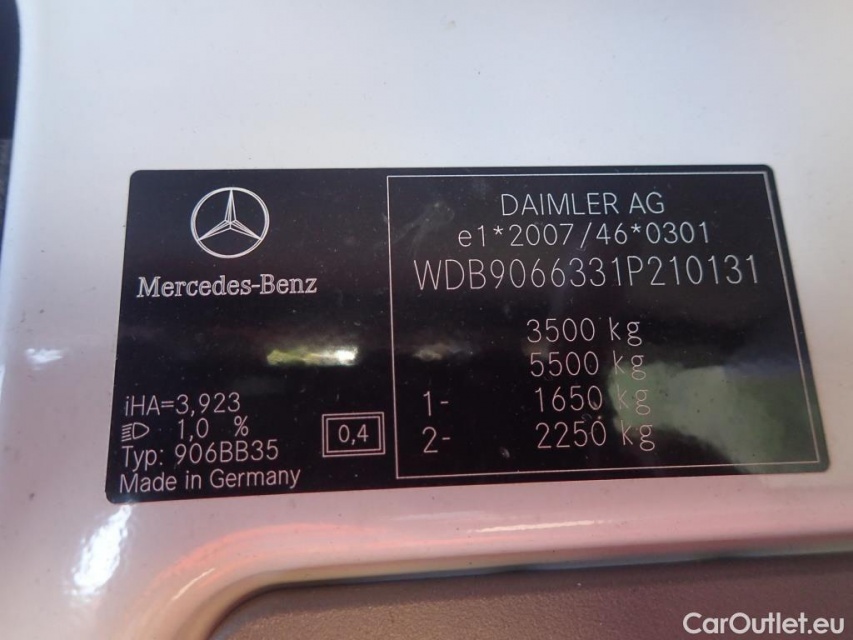 Mercedes-Benz
iHA=3,923
1,0 %
Typ: 906BB35
Made in Germany
0,4
DAIMLER AG
e1*2007/46*0301
WDB9066331P210131
3500 kg
5500 kg
1- 1650 kg
2- 2250 kg
CarOutlet.eu